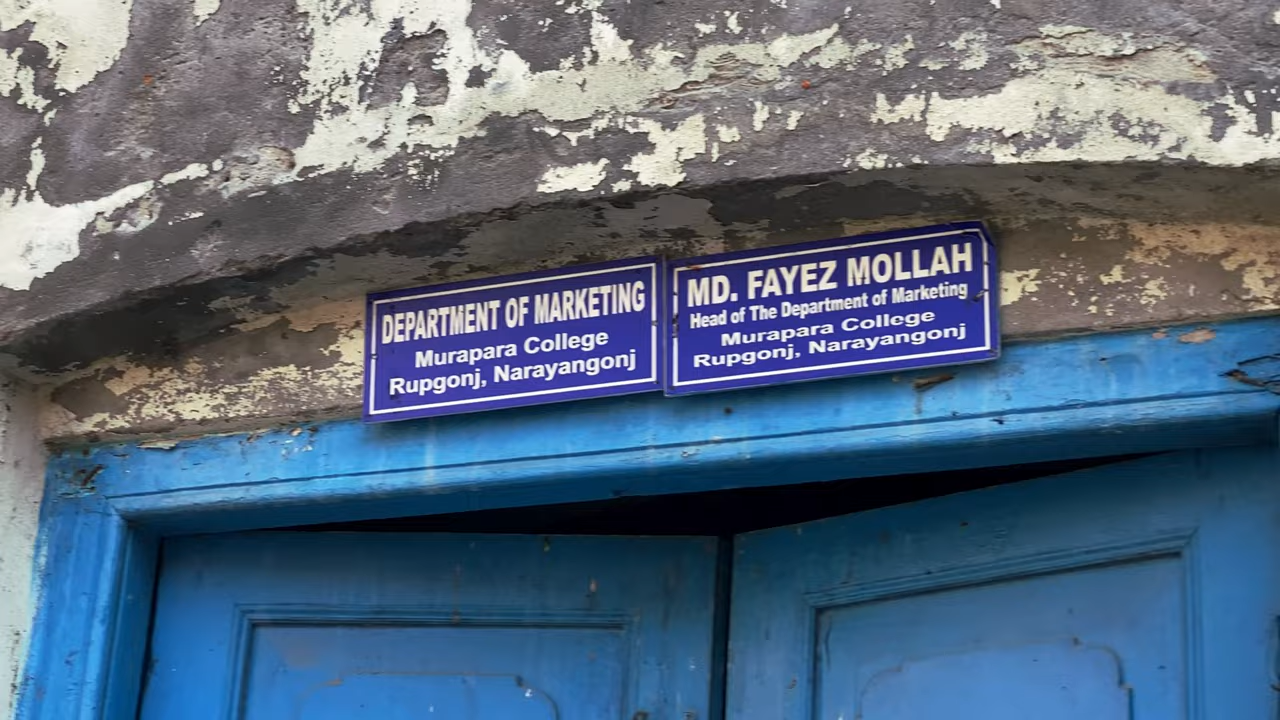 DEPARTMENT OF MARKETING
Murapara College
Rupgonj, Narayangonj
MD. FAYEZ MOLLAH
Head of The Department of Marketing
Murapara College
Rupgonj, Narayangonj